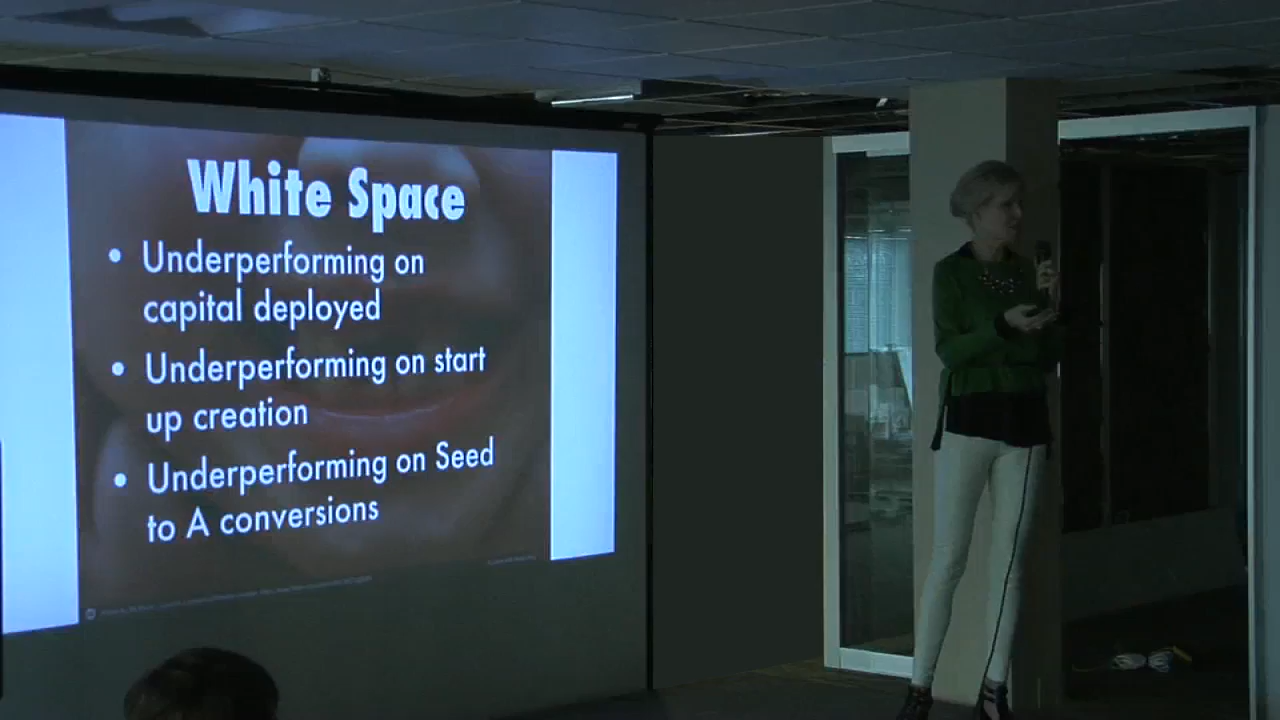 White Space
• Underperforming on
capital deployed
• Underperforming on start
up creation
• Underperforming on Seed
to A conversions